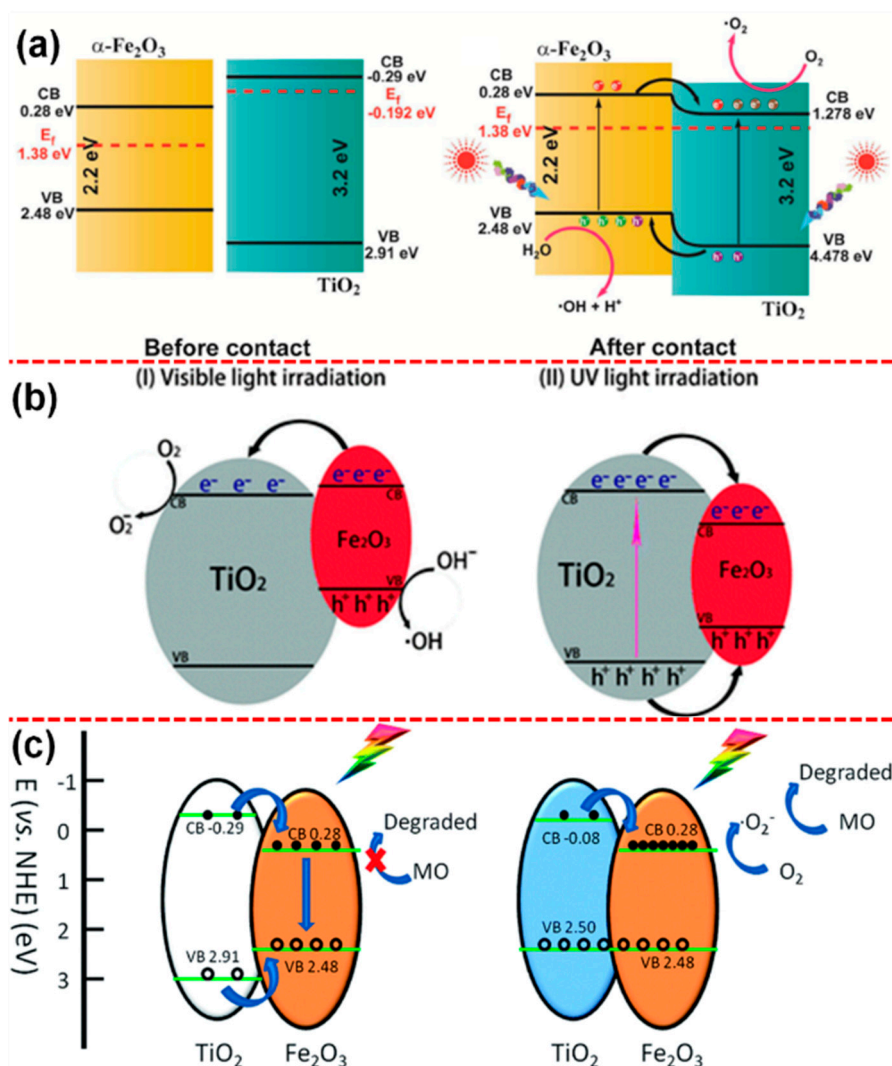 (a)
α-Fe₂O₃
CB
0.28 eV
E_f
1.38 eV
2.2 eV
VB
2.48 eV
CB
-0.29 eV
E_f
-0.192 eV
3.2 eV
VB
2.91 eV
TiO₂
Before contact
α-Fe₂O₃
CB
0.28 eV
E_f
1.38 eV
2.2 eV
VB
2.48 eV
H₂O
·OH + H⁺
e⁻ e⁻
h⁺ h⁺ h⁺ h⁺
·O₂
O₂
e⁻ e⁻ e⁻ e⁻
CB
1.278 eV
3.2 eV
h⁺ h⁺
VB
4.478 eV
TiO₂
After contact
(b)
(I) Visible light irradiation
O₂
O₂⁻
e⁻ e⁻ e⁻
CB
TiO₂
VB
e⁻ e⁻ e⁻
CB
Fe₂O₃
VB
h⁺ h⁺ h⁺
OH⁻
·OH
(II) UV light irradiation
e⁻ e⁻ e⁻ e⁻
CB
TiO₂
VB
h⁺ h⁺ h⁺ h⁺
e⁻ e⁻ e⁻
CB
Fe₂O₃
VB
h⁺ h⁺ h⁺
(c)
E (vs. NHE) (eV)
-1
0
1
2
3
CB -0.29
VB 2.91
CB 0.28
VB 2.48
Degraded
MO
TiO₂ Fe₂O₃
CB -0.08
VB 2.50
CB 0.28
VB 2.48
·O₂⁻
O₂
Degraded
MO
TiO₂ Fe₂O₃